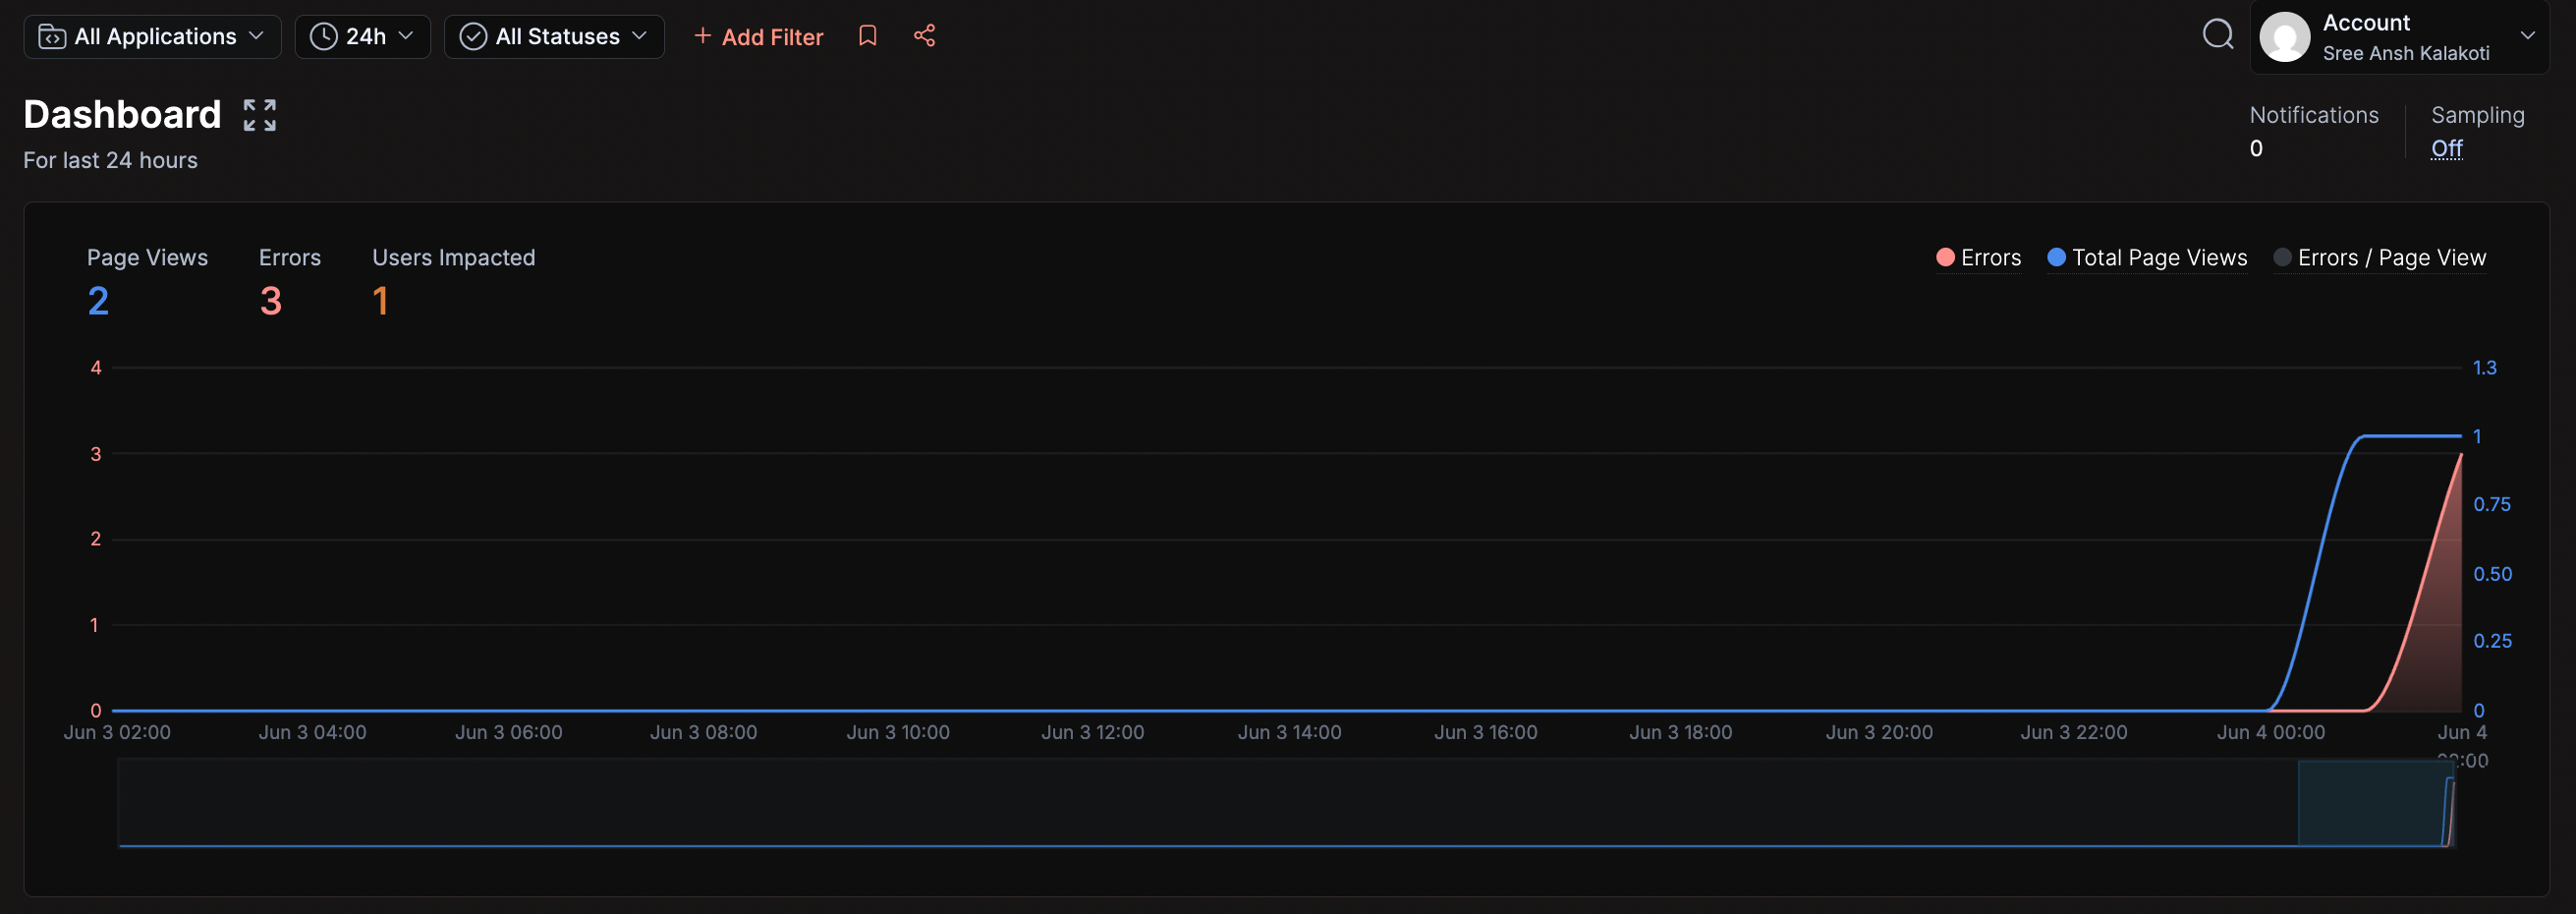 All Applications 24h All Statuses + Add Filter Account
Sree Ansh Kalakoti
Dashboard
For last 24 hours
Notifications Sampling
0 Off
Page Views Errors Users Impacted Errors Total Page Views Errors / Page View
2 3 1
4 1.3
3 1
2 0.75
1 0.50
0.25
0 0
Jun 3 02:00 Jun 3 04:00 Jun 3 06:00 Jun 3 08:00 Jun 3 10:00 Jun 3 12:00 Jun 3 14:00 Jun 3 16:00 Jun 3 18:00 Jun 3 20:00 Jun 3 22:00 Jun 4 00:00 Jun 4